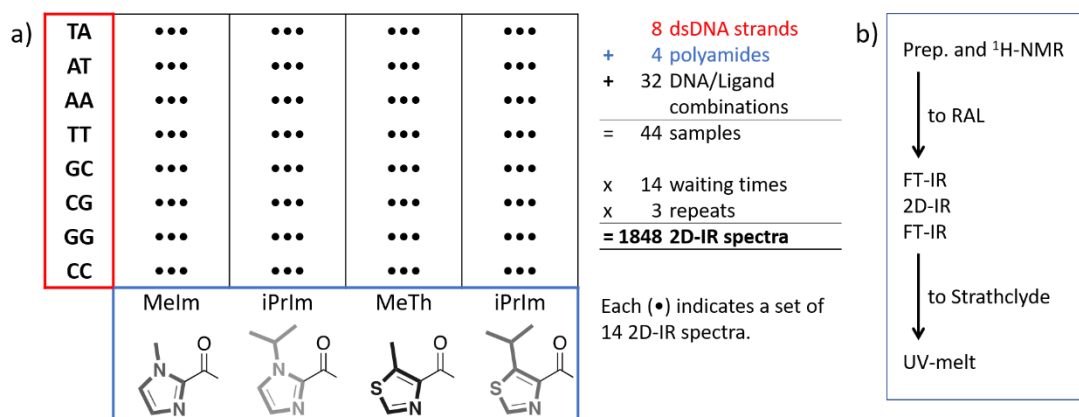 a)
TA
AT
AA
TT
GC
CG
GG
CC
MeIm iPrIm MeTh iPrIm
N N O
N N O
S N O
S N O
8 dsDNA strands
+ 4 polyamides
+ 32 DNA/Ligand
combinations
= 44 samples
x 14 waiting times
x 3 repeats
= 1848 2D-IR spectra
Each (•) indicates a set of
14 2D-IR spectra.
b)
Prep. and ¹H-NMR
to RAL
FT-IR
2D-IR
FT-IR
to Strathclyde
UV-melt